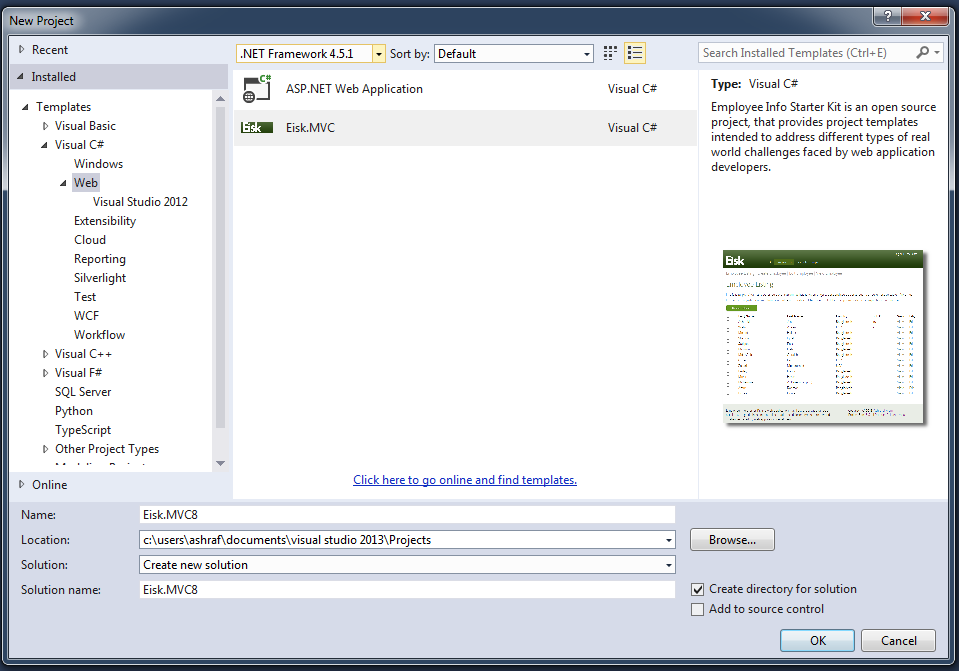 New Project
Recent
Installed
Templates
Visual Basic
Visual C#
Windows
Web
Visual Studio 2012
Extensibility
Cloud
Reporting
Silverlight
Test
WCF
Workflow
Visual C++
Visual F#
SQL Server
Python
TypeScript
Other Project Types
Online
.NET Framework 4.5.1
Sort by: Default
ASP.NET Web Application Visual C#
Eisk Eisk.MVC Visual C#
Click here to go online and find templates.
Search Installed Templates (Ctrl+E)
Type: Visual C#
Employee Info Starter Kit is an open source
project, that provides project templates
intended to address different types of real
world challenges faced by web application
developers.
Eisk
Employee Listing
Name: Eisk.MVC8
Location: c:\users\ashraf\documents\visual studio 2013\Projects
Browse...
Solution: Create new solution
Solution name: Eisk.MVC8
Create directory for solution
Add to source control
OK
Cancel